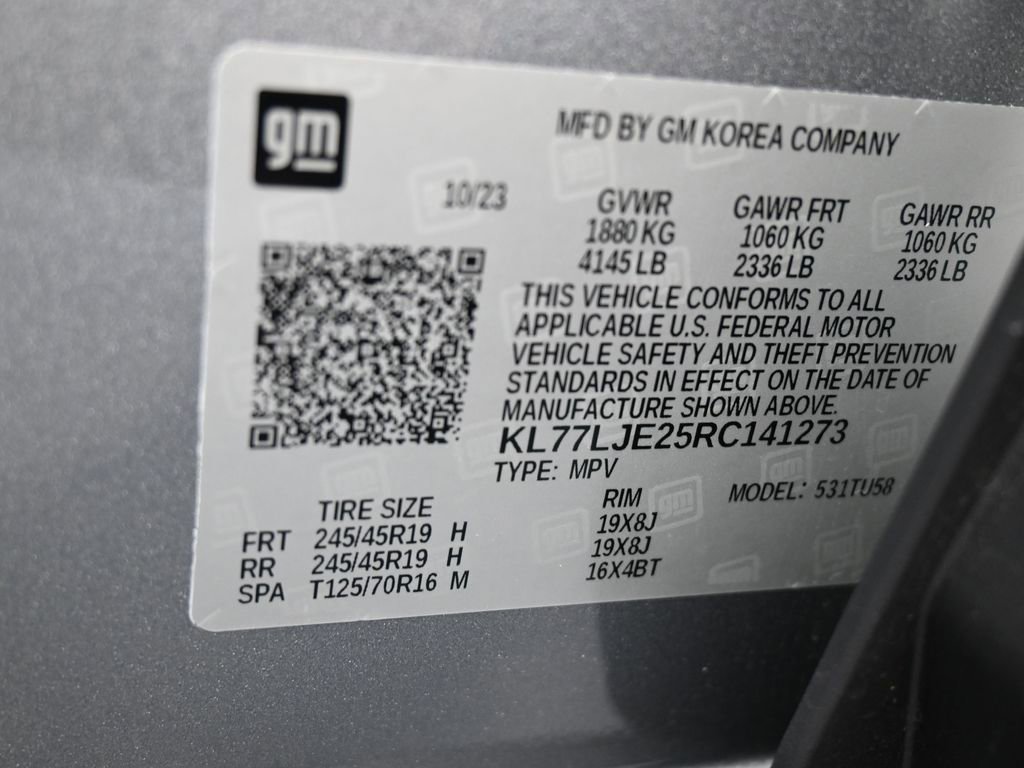 gm
MFD BY GM KOREA COMPANY
10/23
GVWR GAWR FRT GAWR RR
1880 KG 1060 KG 1060 KG
4145 LB 2336 LB 2336 LB
THIS VEHICLE CONFORMS TO ALL
APPLICABLE U.S. FEDERAL MOTOR
VEHICLE SAFETY AND THEFT PREVENTION
STANDARDS IN EFFECT ON THE DATE OF
MANUFACTURE SHOWN ABOVE.
KL77LJE25RC141273
TYPE: MPV
MODEL: 531TU58
TIRE SIZE RIM
FRT 245/45R19 H 19X8J
RR 245/45R19 H 19X8J
SPA T125/70R16 M 16X4BT